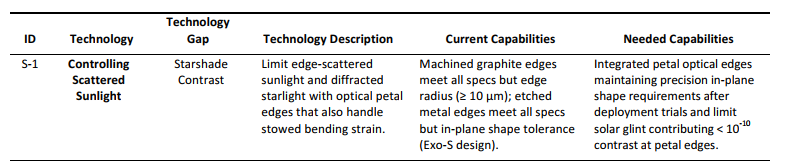 Technology
ID Technology Gap Technology Description Current Capabilities Needed Capabilities
S-1 Controlling Starshade Limit edge-scattered Machined graphite edges Integrated petal optical edges
Scattered Contrast sunlight and diffracted meet all specs but edge maintaining precision in-plane
Sunlight starlight with optical petal radius (≥ 10 μm); etched shape requirements after
edges that also handle metal edges meet all specs deployment trials and limit
stowed bending strain. but in-plane shape tolerance solar glint contributing < 10⁻¹⁰
(Exo-S design). contrast at petal edges.